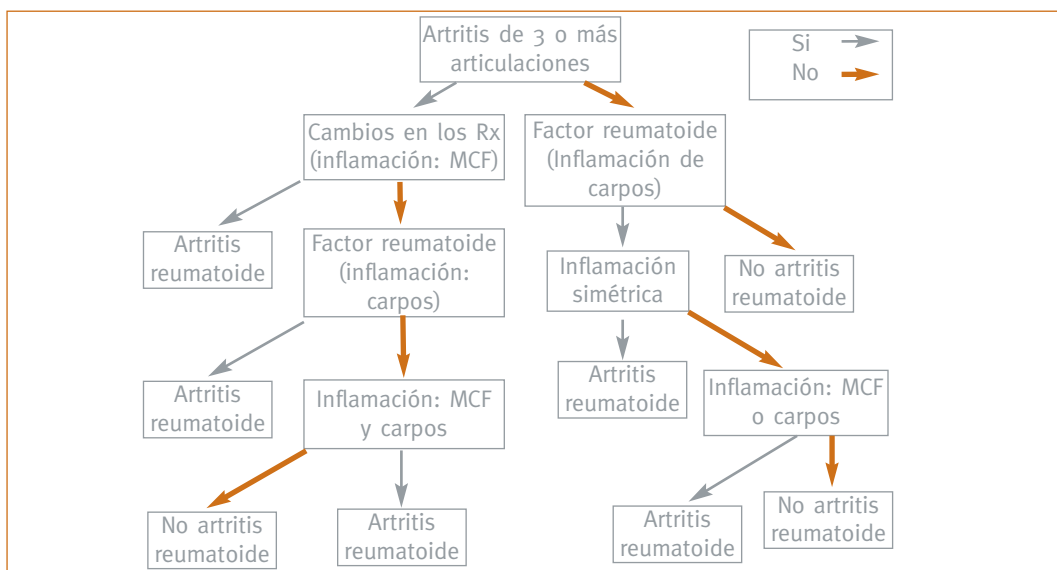 Artritis de 3 o más
articulaciones
Si
No
Cambios en los Rx
(inflamación: MCF)
Factor reumatoide
(Inflamación de
carpos)
Artritis
reumatoide
Factor reumatoide
(inflamación:
carpos)
Inflamación
simétrica
No artritis
reumatoide
Artritis
reumatoide
Inflamación: MCF
y carpos
Artritis
reumatoide
Inflamación: MCF
o carpos
No artritis
reumatoide
Artritis
reumatoide
Artritis
reumatoide
No artritis
reumatoide